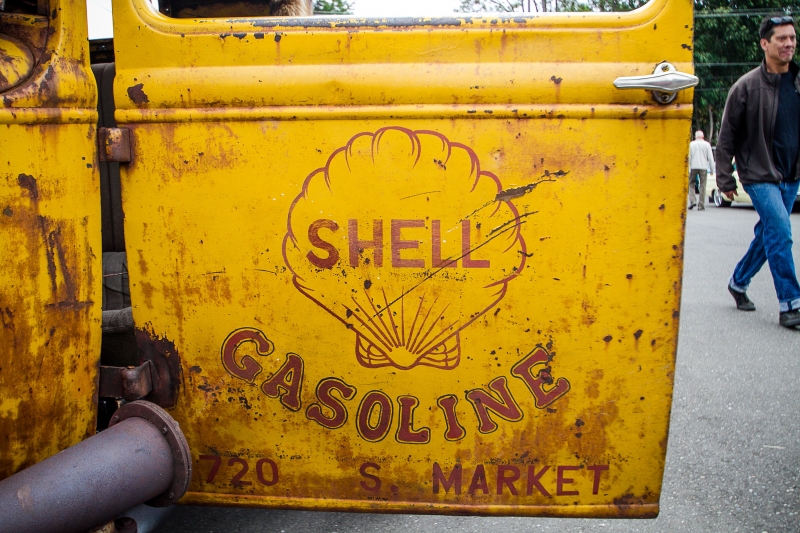 SHELL
GASOLINE
720 S. MARKET